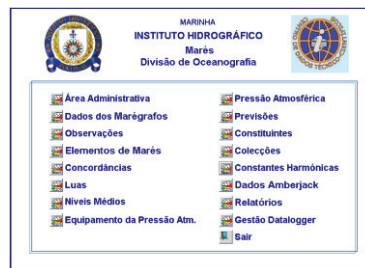 MARINHA
INSTITUTO HIDROGRÁFICO
Marés
Divisão de Oceanografia
Área Administrativa
Dados dos Marégrafos
Observações
Elementos de Marés
Concordâncias
Luas
Níveis Médios
Equipamento da Pressão Atm.
Pressão Atmosférica
Previsões
Constituintes
Colecções
Constantes Harmónicas
Dados Amberjack
Relatórios
Gestão Datalogger
Sair